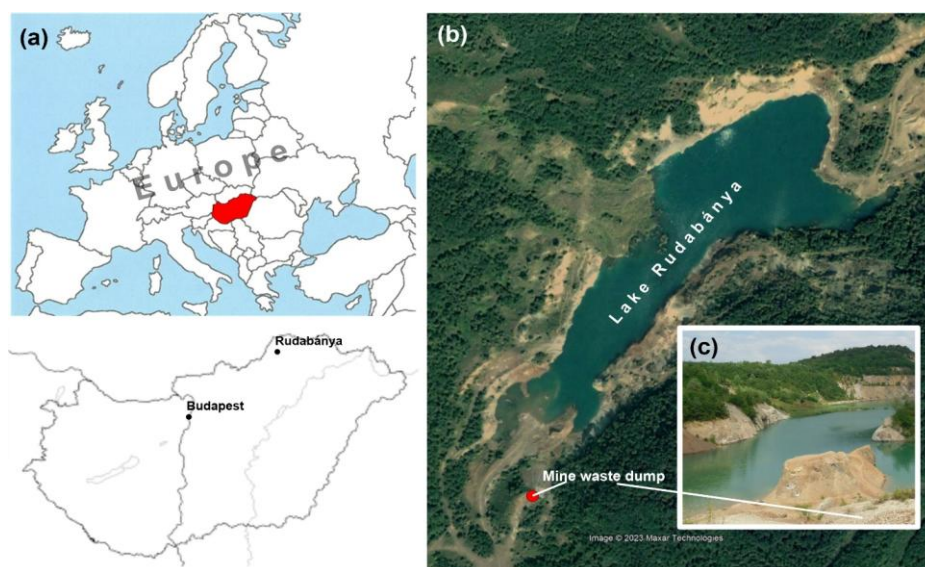 (a)
Europe
Rudabánya
Budapest
(b)
Lake Rudabánya
(c)
Mine waste dump
Image © 2023 Maxar Technologies